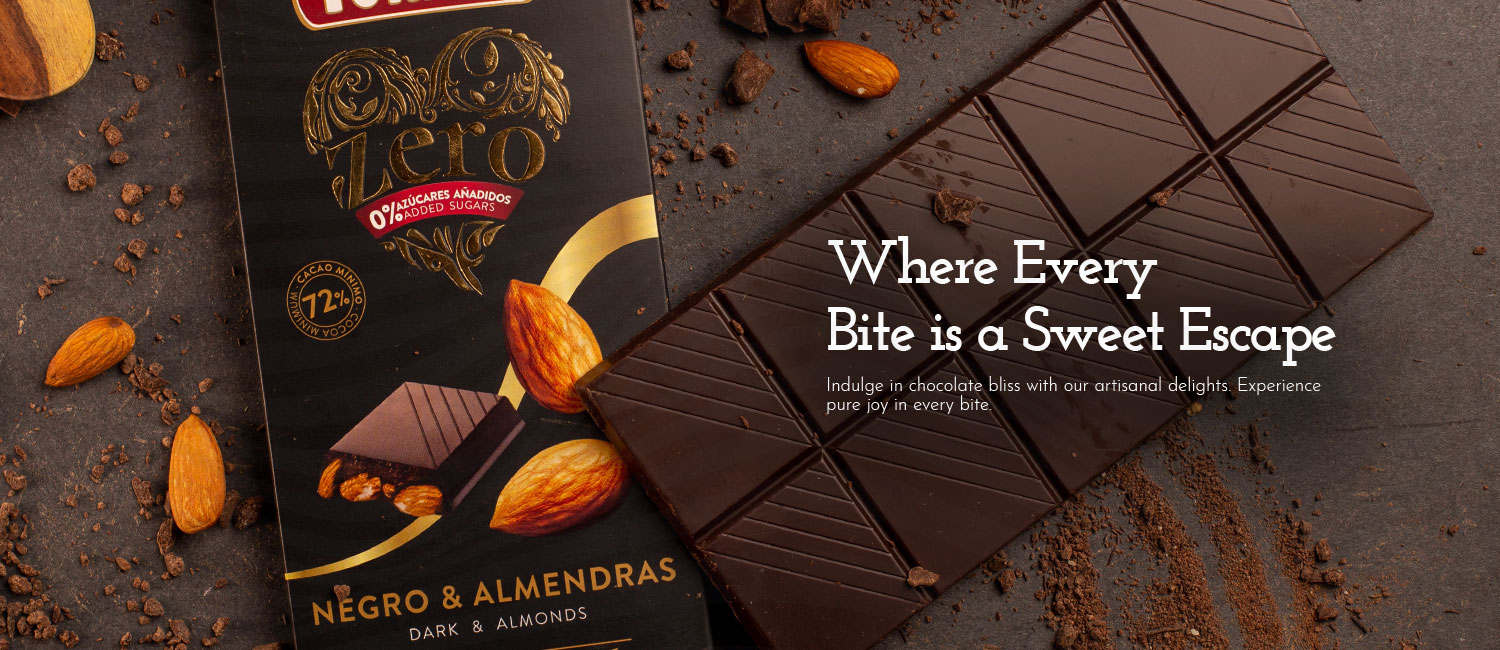 Zero
0% AZÚCARES AÑADIDOS
ADDED SUGARS
CACAO MÍNIMO
72%
COCOA MINIMUM
NEGRO & ALMENDRAS
DARK & ALMONDS
Where Every
Bite is a Sweet Escape
Indulge in chocolate bliss with our artisanal delights. Experience
pure joy in every bite.